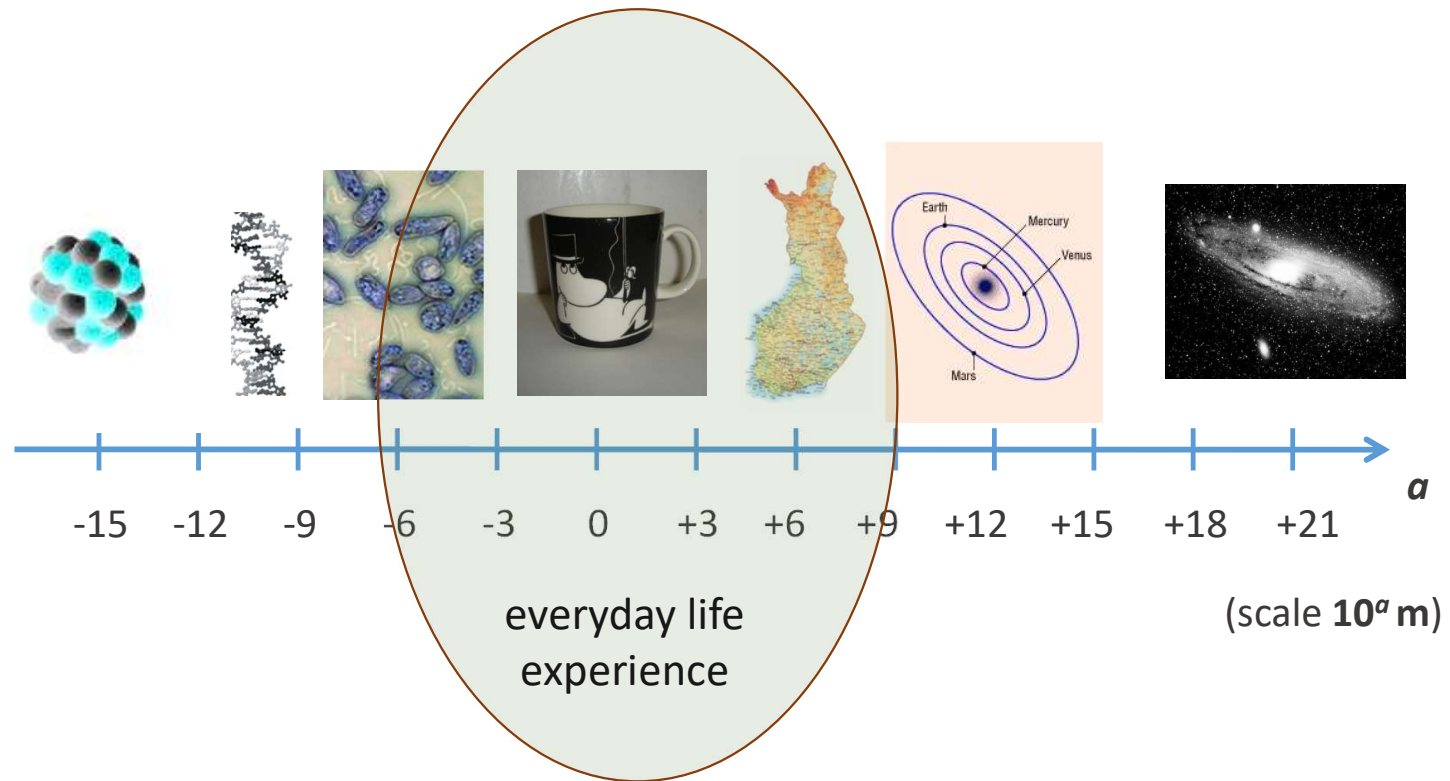 Earth
Mercury
Venus
Mars
a
-15 -12 -9 -6 -3 0 +3 +6 +9 +12 +15 +18 +21
everyday life
experience
(scale 10ᵃ m)